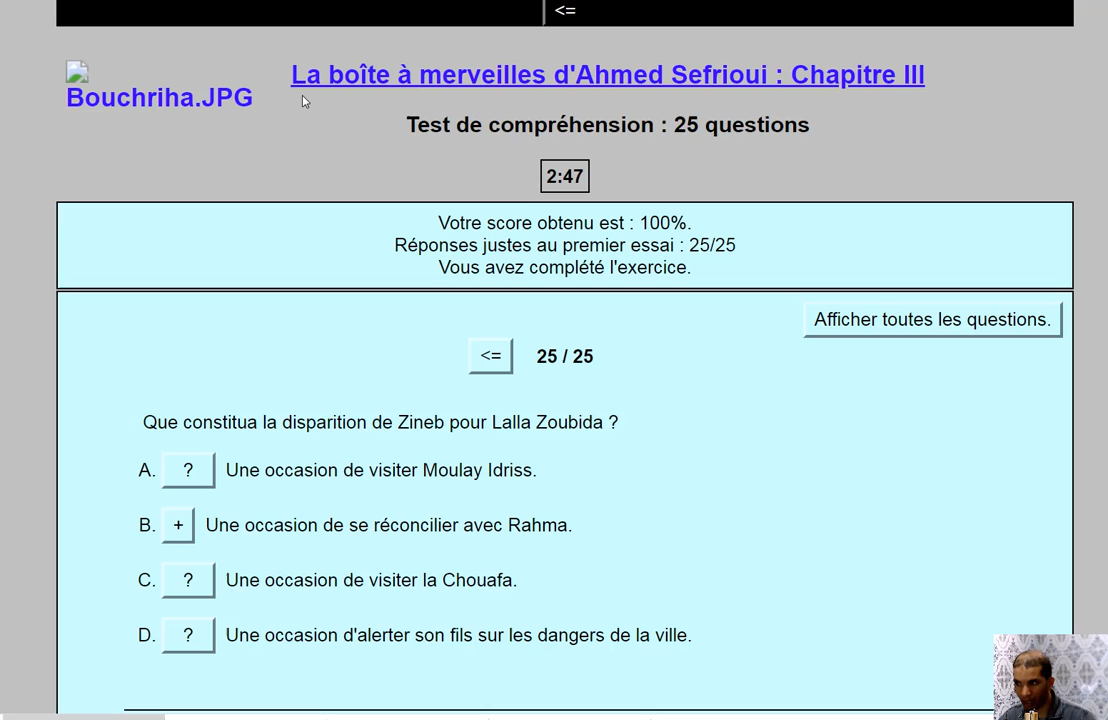 <=
Bouchriha.JPG
La boîte à merveilles d'Ahmed Sefrioui : Chapitre III
Test de compréhension : 25 questions
2:47
Votre score obtenu est : 100%.
Réponses justes au premier essai : 25/25
Vous avez complété l'exercice.
Afficher toutes les questions.
<= 25 / 25
Que constitua la disparition de Zineb pour Lalla Zoubida ?
A. ? Une occasion de visiter Moulay Idriss.
B. + Une occasion de se réconcilier avec Rahma.
C. ? Une occasion de visiter la Chouafa.
D. ? Une occasion d'alerter son fils sur les dangers de la ville.